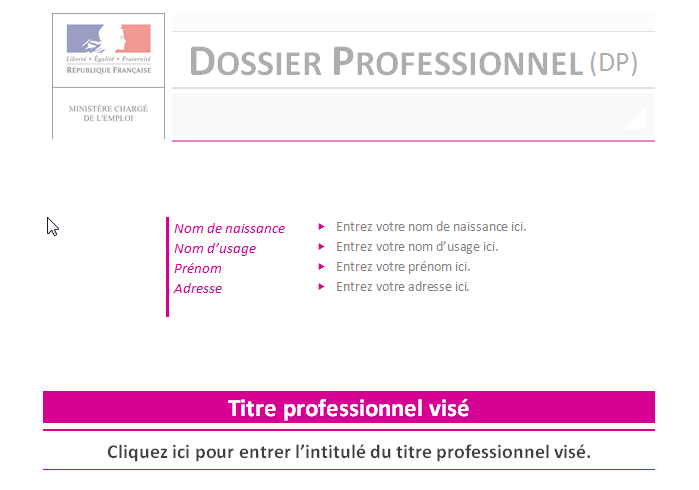 Liberté • Égalité • Fraternité
RÉPUBLIQUE FRANÇAISE
MINISTÈRE CHARGÉ
DE L'EMPLOI
DOSSIER PROFESSIONNEL (DP)
Nom de naissance ► Entrez votre nom de naissance ici.
Nom d’usage ► Entrez votre nom d’usage ici.
Prénom ► Entrez votre prénom ici.
Adresse ► Entrez votre adresse ici.
Titre professionnel visé
Cliquez ici pour entrer l’intitulé du titre professionnel visé.